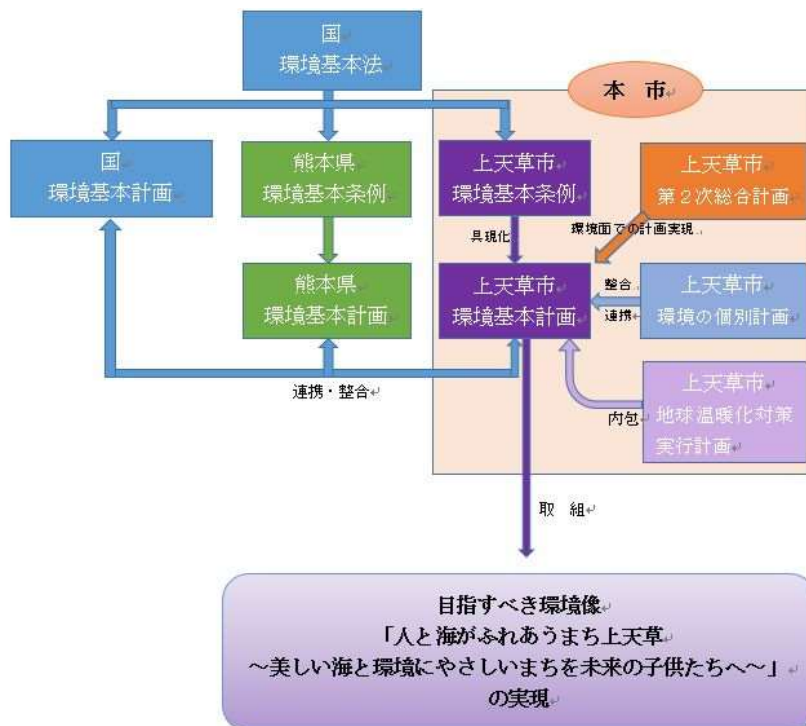 国
環境基本法
本 市
国
環境基本計画
熊本県
環境基本条例
上天草市
環境基本条例
上天草市
第２次総合計画
具現化
環境面での計画実現
熊本県
環境基本計画
上天草市
環境基本計画
整合
連携
上天草市
環境の個別計画
連携・整合
上天草市
地球温暖化対策
実行計画
内包
取 組
目指すべき環境像
「人と海がふれあうまち上天草
～美しい海と環境にやさしいまちを未来の子供たちへ～」
の実現